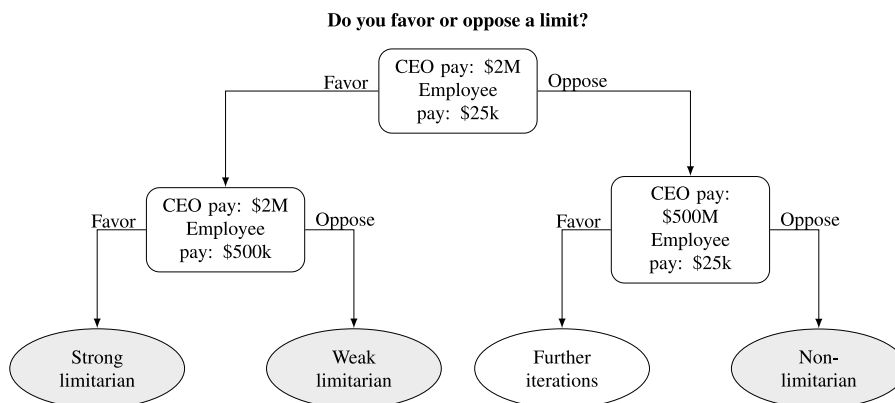 Do you favor or oppose a limit?
CEO pay: $2M
Employee
pay: $25k
Favor
Oppose
CEO pay: $2M
Employee
pay: $500k
Favor
Oppose
CEO pay:
$500M
Employee
pay: $25k
Favor
Oppose
Strong
limitarian
Weak
limitarian
Further
iterations
Non-
limitarian